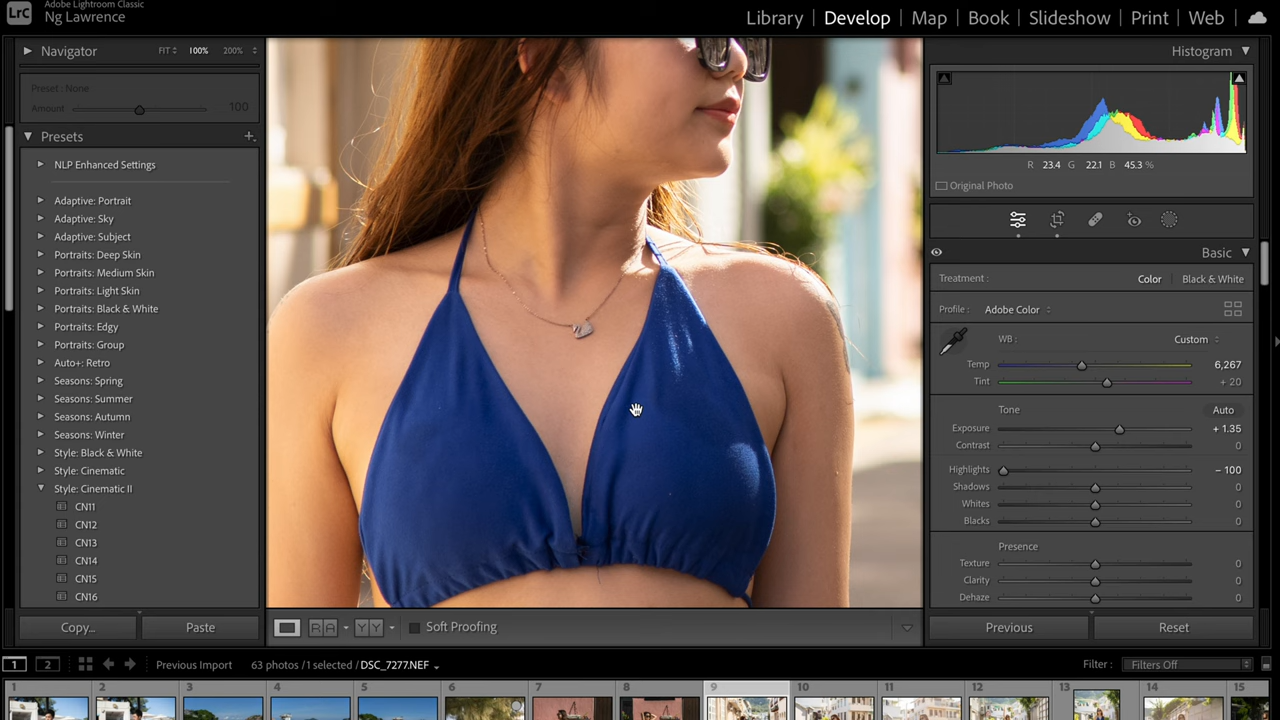 Adobe Lightroom Classic
LrC Ng Lawrence
Library | Develop | Map | Book | Slideshow | Print | Web
Navigator FIT 100% 200%
Preset : None
Amount 100
Presets +
NLP Enhanced Settings
Adaptive: Portrait
Adaptive: Sky
Adaptive: Subject
Portraits: Deep Skin
Portraits: Medium Skin
Portraits: Light Skin
Portraits: Black & White
Portraits: Edgy
Portraits: Group
Auto+: Retro
Seasons: Spring
Seasons: Summer
Seasons: Autumn
Seasons: Winter
Style: Black & White
Style: Cinematic
Style: Cinematic II
CN11
CN12
CN13
CN14
CN15
CN16
Copy... Paste
Histogram
R 23.4 G 22.1 B 45.3 %
Original Photo
Basic
Treatment : Color | Black & White
Profile : Adobe Color
WB : Custom
Temp 6,267
Tint + 20
Tone Auto
Exposure + 1.35
Contrast 0
Highlights – 100
Shadows 0
Whites 0
Blacks 0
Presence
Texture 0
Clarity 0
Dehaze 0
Previous Reset
R A Y Y Soft Proofing
1 2 Previous Import 63 photos / 1 selected / DSC_7277.NEF
Filter : Filters Off
1 2 3 4 5 6 7 8 9 10 11 12 13 14 15